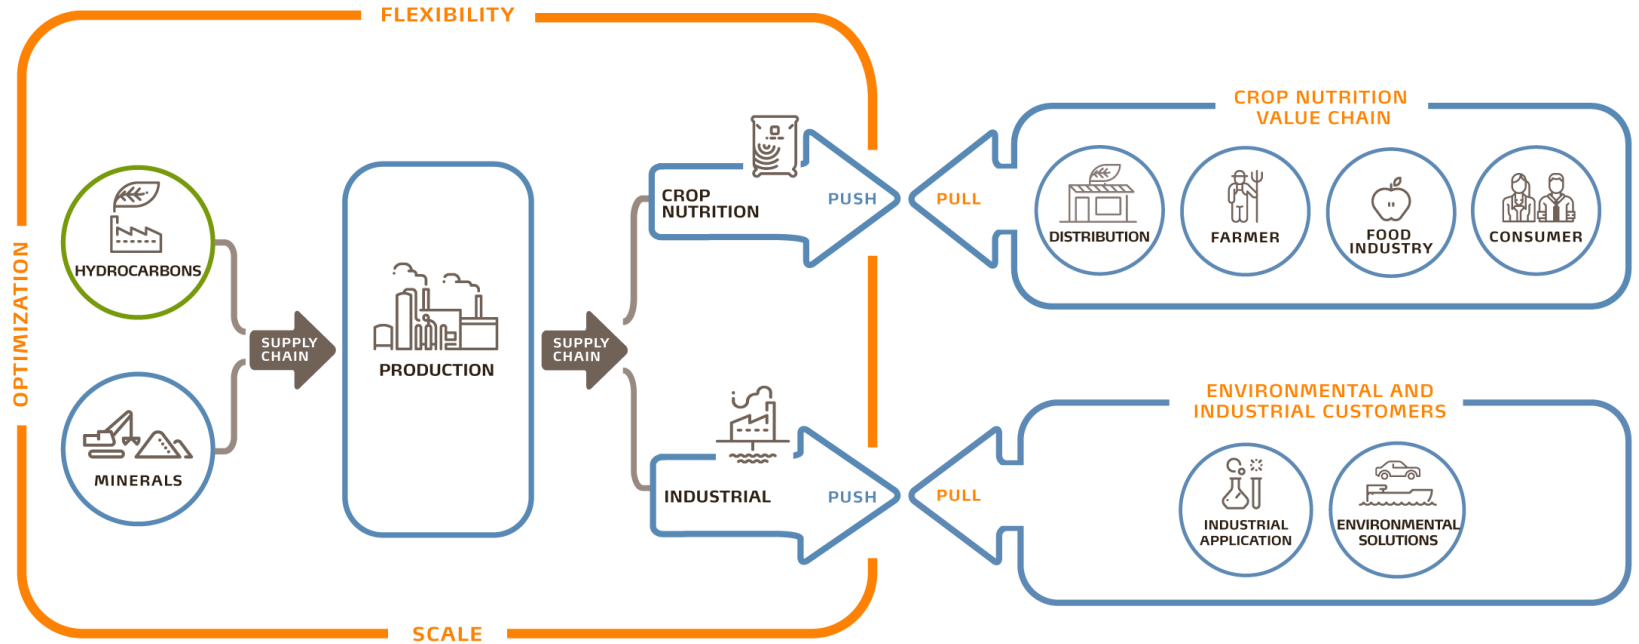 FLEXIBILITY
OPTIMIZATION
HYDROCARBONS
MINERALS
SUPPLY
CHAIN
PRODUCTION
SUPPLY
CHAIN
CROP
NUTRITION
PUSH
INDUSTRIAL
PUSH
SCALE
PULL
CROP NUTRITION
VALUE CHAIN
DISTRIBUTION
FARMER
FOOD
INDUSTRY
CONSUMER
PULL
ENVIRONMENTAL AND
INDUSTRIAL CUSTOMERS
INDUSTRIAL
APPLICATION
ENVIRONMENTAL
SOLUTIONS